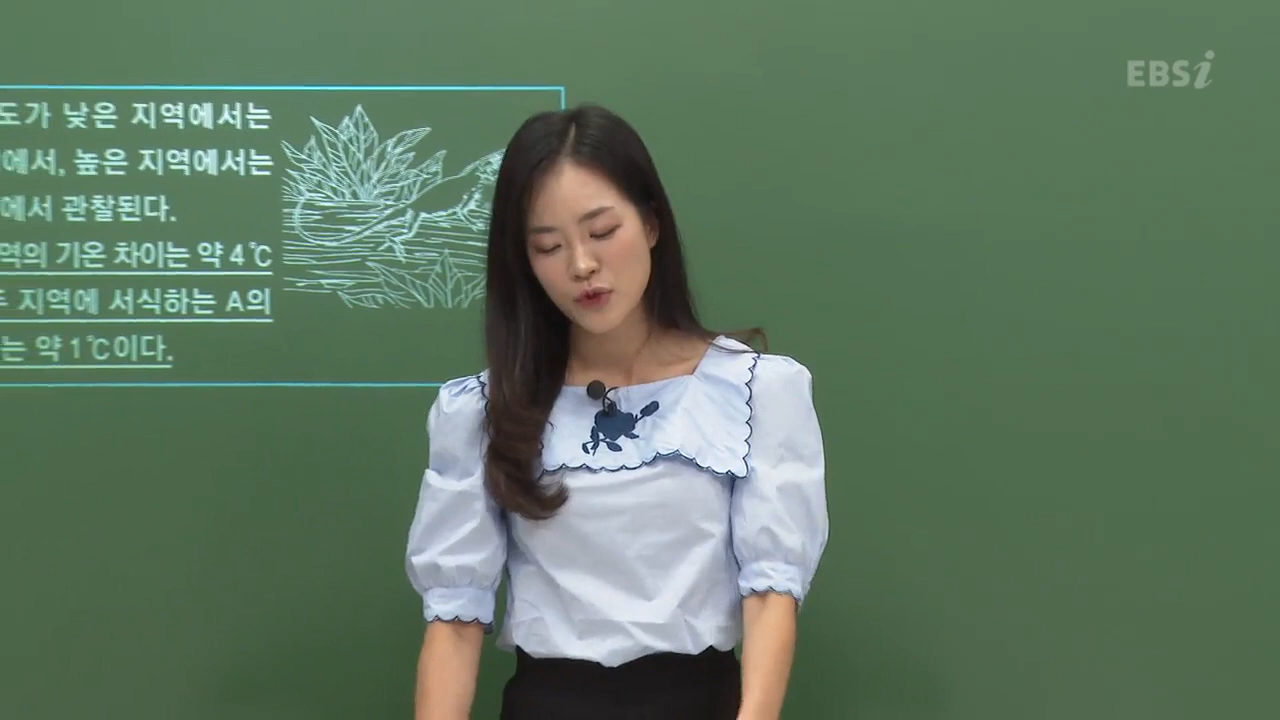 도가 낮은 지역에서는
에서, 높은 지역에서는
에서 관찰된다.
역의 기온 차이는 약 4℃
지역에 서식하는 A의
는 약 1℃이다.
EBSi